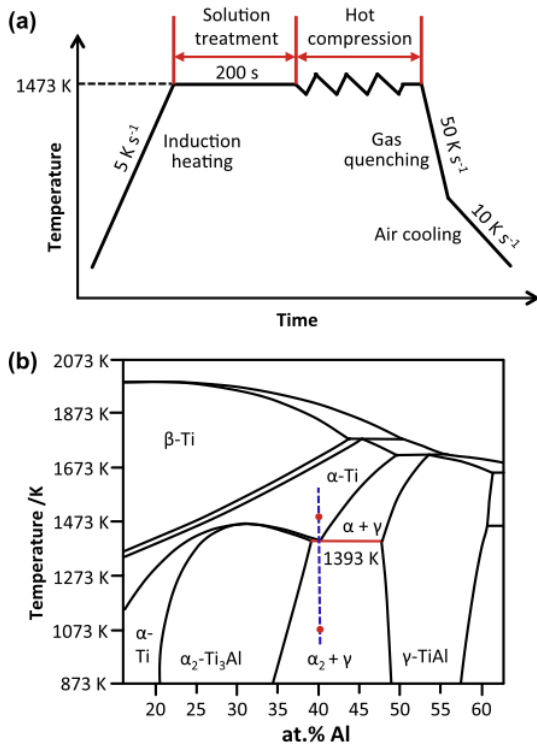 (a)
Solution
treatment
Hot
compression
200 s
1473 K
5 K s⁻¹
Induction
heating
Gas
quenching
50 K s⁻¹
Air cooling
10 K s⁻¹
Temperature
Time
(b)
2073 K
1873 K
1673 K
1473 K
1273 K
1073 K
873 K
Temperature /K
β-Ti
α-Ti
α + γ
1393 K
α-
Ti
α₂-Ti₃Al
α₂ + γ
γ-TiAl
20 25 30 35 40 45 50 55 60
at.% Al